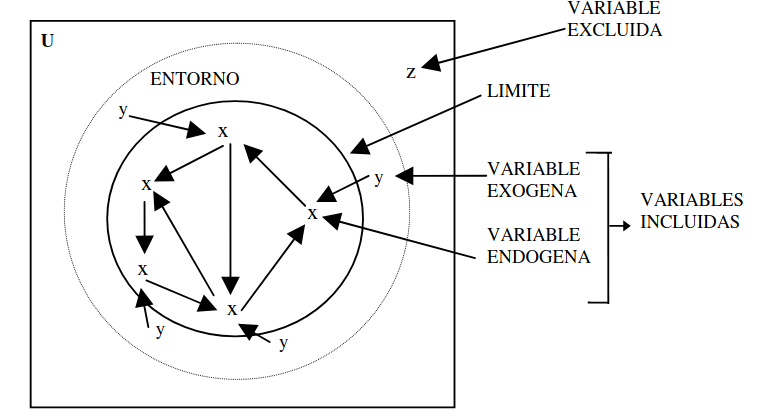 VARIABLE
EXCLUIDA
U
z
ENTORNO
LIMITE
y
x
y
VARIABLE
EXOGENA
x
x
VARIABLES
INCLUIDAS
VARIABLE
ENDOGENA
x
x
y
y